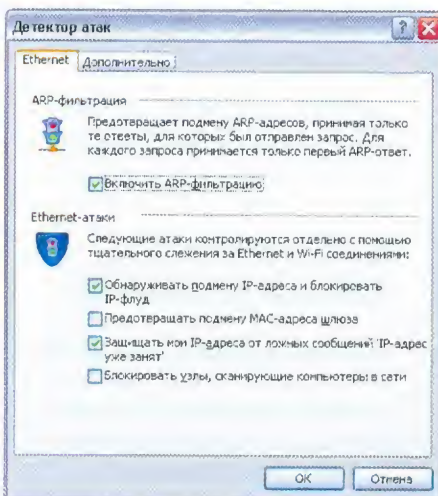 Детектор атак
Ethernet
Дополнительно
ARP-фильтрация
Предотвращает подмену ARP-адресов, принимая только
те ответы, для которых был отправлен запрос. Для
каждого запроса принимается только первый ARP-ответ.
Включить ARP-фильтрацию
Ethernet-атаки
Следующие атаки контролируются отдельно с помощью
тщательного слежения за Ethernet и Wi-Fi соединениями:
Обнаруживать подмену IP-адреса и блокировать
IP-флуд
Предотвращать подмену MAC-адреса шлюза
Защищать мои IP-адреса от ложных сообщений 'IP-адрес
уже занят'
Блокировать узлы, сканирующие компьютеры в сети
OK
Отмена